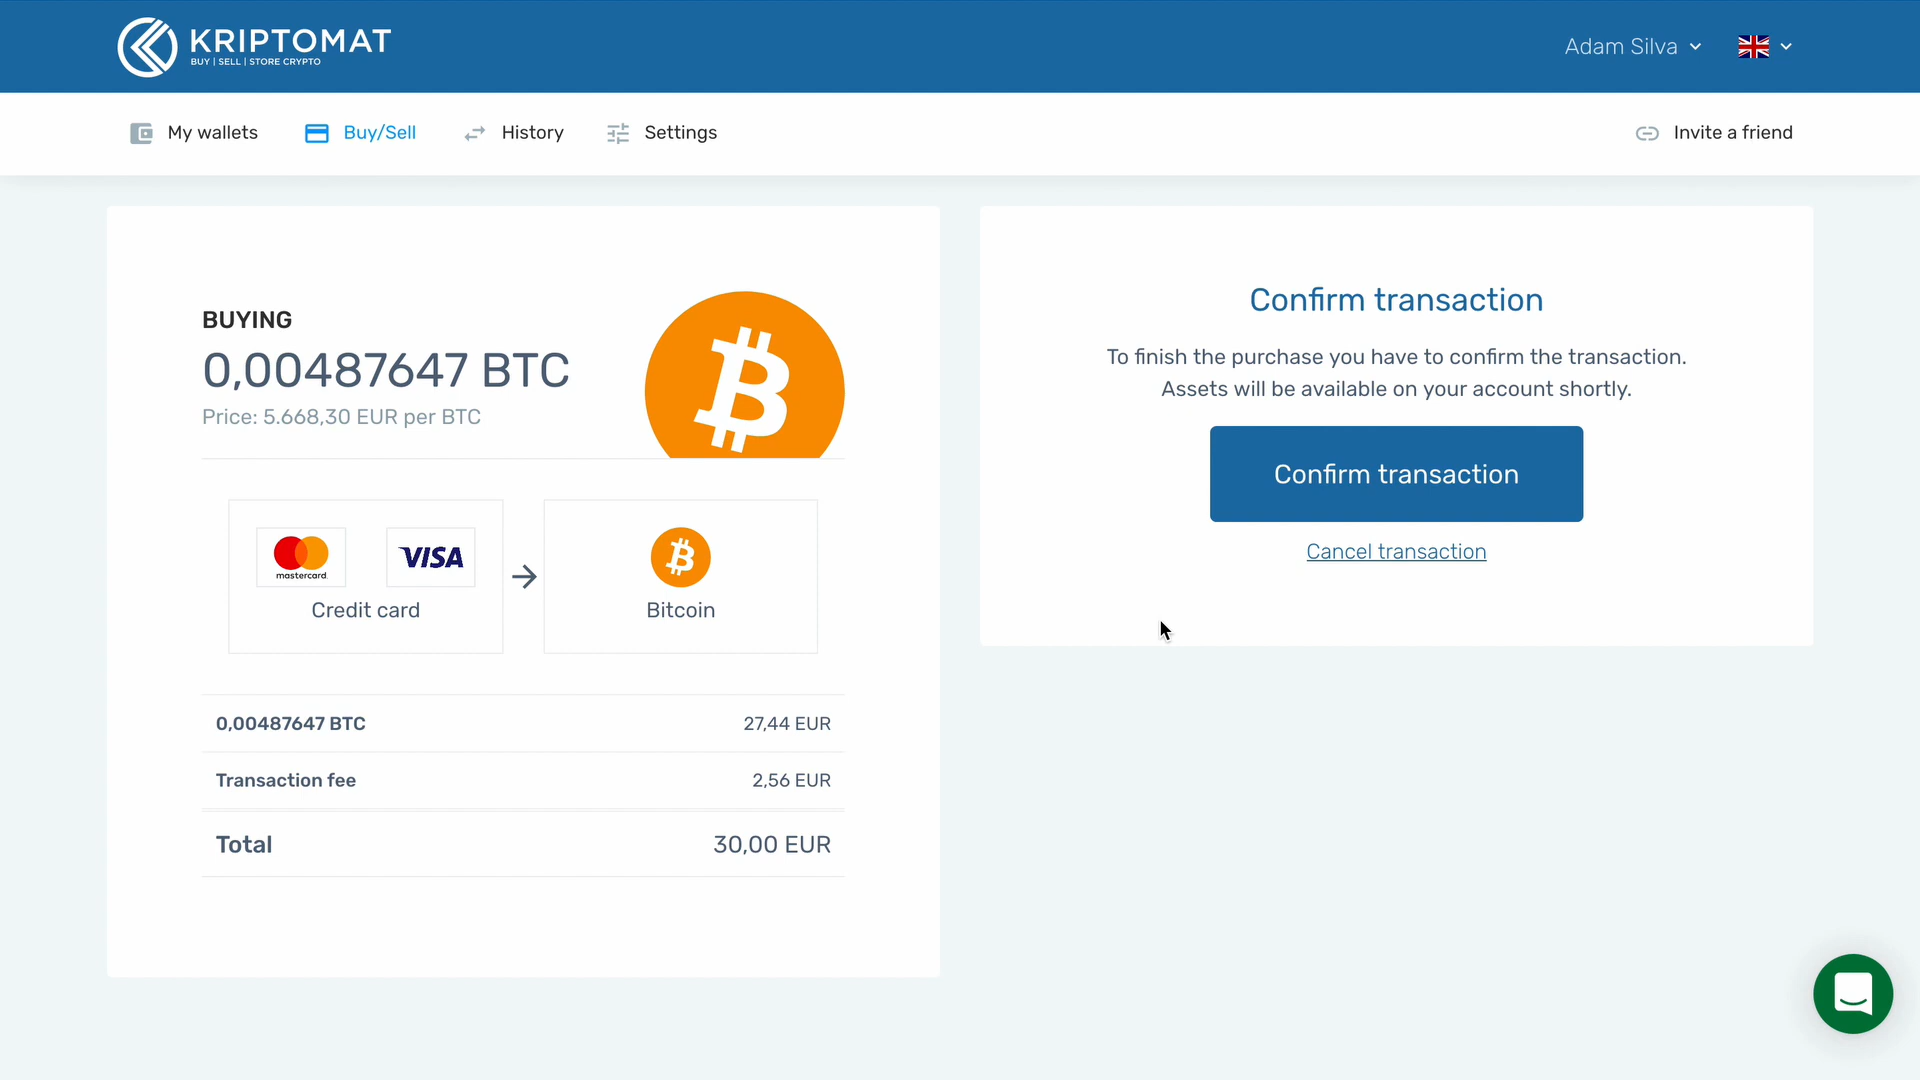 KRIPTOMAT
BUY | SELL | STORE CRYPTO
Adam Silva
My wallets
Buy/Sell
History
Settings
Invite a friend
BUYING
0,00487647 BTC
Price: 5.668,30 EUR per BTC
mastercard.
VISA
Credit card
Bitcoin
0,00487647 BTC 27,44 EUR
Transaction fee 2,56 EUR
Total 30,00 EUR
Confirm transaction
To finish the purchase you have to confirm the transaction.
Assets will be available on your account shortly.
Confirm transaction
Cancel transaction